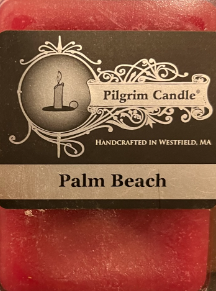 Pilgrim Candle®
Handcrafted in Westfield, MA
Palm Beach